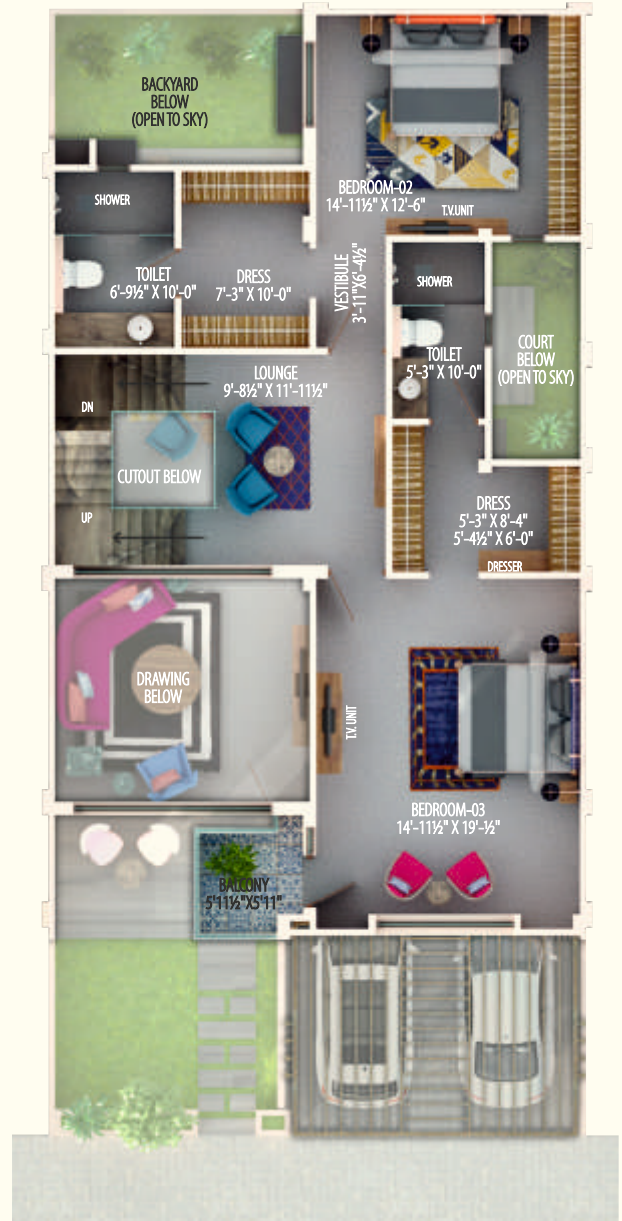 BACKYARD
BELOW
(OPEN TO SKY)
BEDROOM-02
14'-11½" X 12'-6"
T.V.UNIT
SHOWER
TOILET
6'-9½" X 10'-0"
DRESS
7'-3" X 10'-0"
VESTIBULE
3'-11"X6'-4½"
SHOWER
TOILET
5'-3" X 10'-0"
COURT
BELOW
(OPEN TO SKY)
LOUNGE
9'-8½" X 11'-11½"
DN
CUTOUT BELOW
UP
DRESS
5'-3" X 8'-4"
5'-4½" X 6'-0"
DRESSER
DRAWING
BELOW
T.V. UNIT
BEDROOM-03
14'-11½" X 19'-½"
BALCONY
5'11½"X5'11"